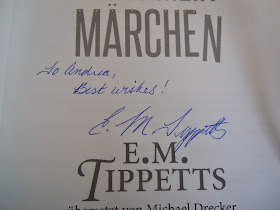 MÄRCHEN
To Andrea,
Best wishes!
E. M. Tippetts
E.M.
TIPPETTS
übersetzt von Michael Drecker